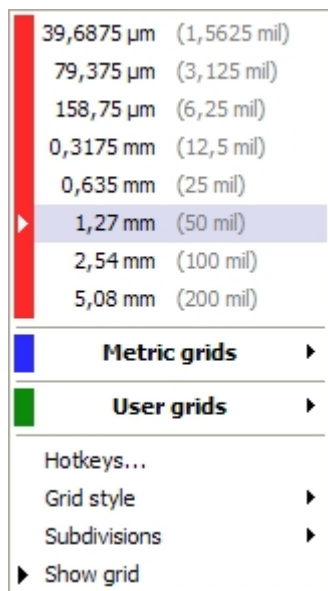 39,6875 µm (1,5625 mil)
79,375 µm (3,125 mil)
158,75 µm (6,25 mil)
0,3175 mm (12,5 mil)
0,635 mm (25 mil)
1,27 mm (50 mil)
2,54 mm (100 mil)
5,08 mm (200 mil)
Metric grids
User grids
Hotkeys...
Grid style
Subdivisions
Show grid